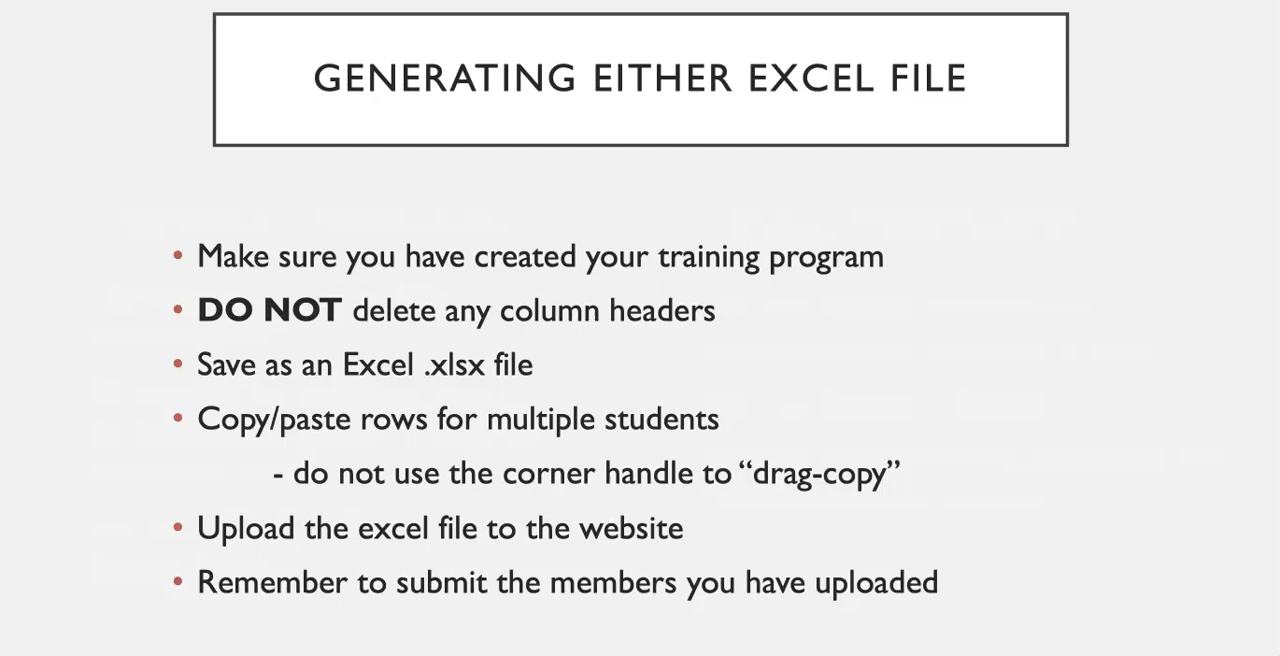 GENERATING EITHER EXCEL FILE
• Make sure you have created your training program
• DO NOT delete any column headers
• Save as an Excel .xlsx file
• Copy/paste rows for multiple students
- do not use the corner handle to “drag-copy”
• Upload the excel file to the website
• Remember to submit the members you have uploaded